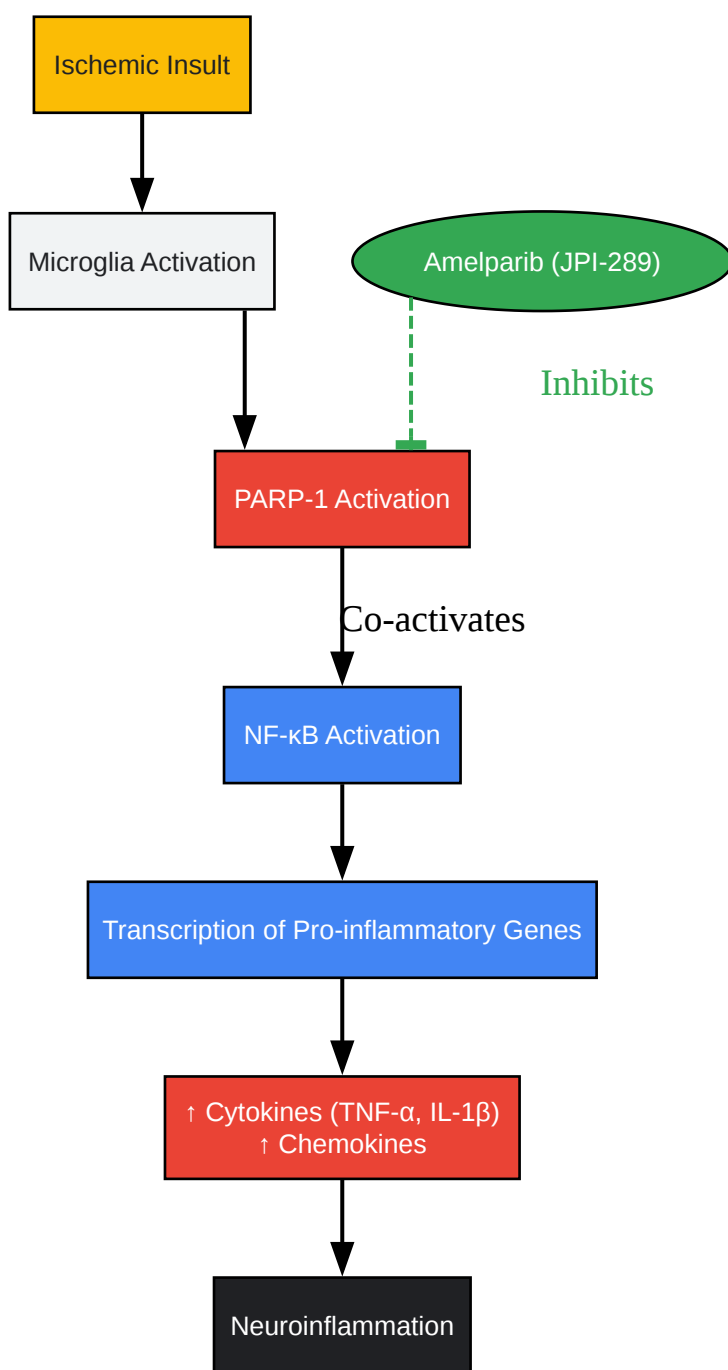 Ischemic Insult
Microglia Activation
Amelparib (JPI-289)
Inhibits
PARP-1 Activation
Co-activates
NF-κB Activation
Transcription of Pro-inflammatory Genes
↑ Cytokines (TNF-α, IL-1β)
↑ Chemokines
Neuroinflammation